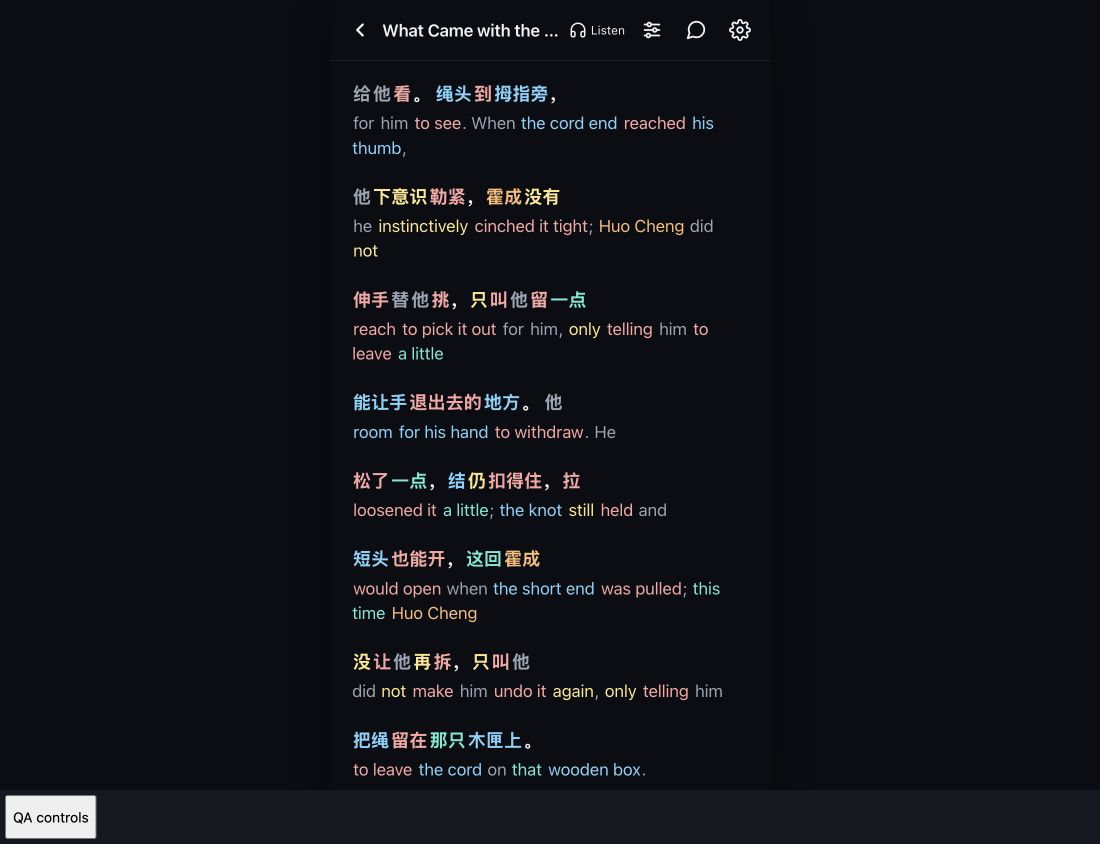 What Came with the ... Listen
给他看。 绳头到拇指旁，
for him to see. When the cord end reached his
thumb,
他下意识勒紧，霍成没有
he instinctively cinched it tight; Huo Cheng did
not
伸手替他挑，只叫他留一点
reach to pick it out for him, only telling him to
leave a little
能让手退出去的地方。 他
room for his hand to withdraw. He
松了一点，结仍扣得住，拉
loosened it a little; the knot still held and
短头也能开，这回霍成
would open when the short end was pulled; this
time Huo Cheng
没让他再拆，只叫他
did not make him undo it again, only telling him
把绳留在那只木匣上。
to leave the cord on that wooden box.
QA controls